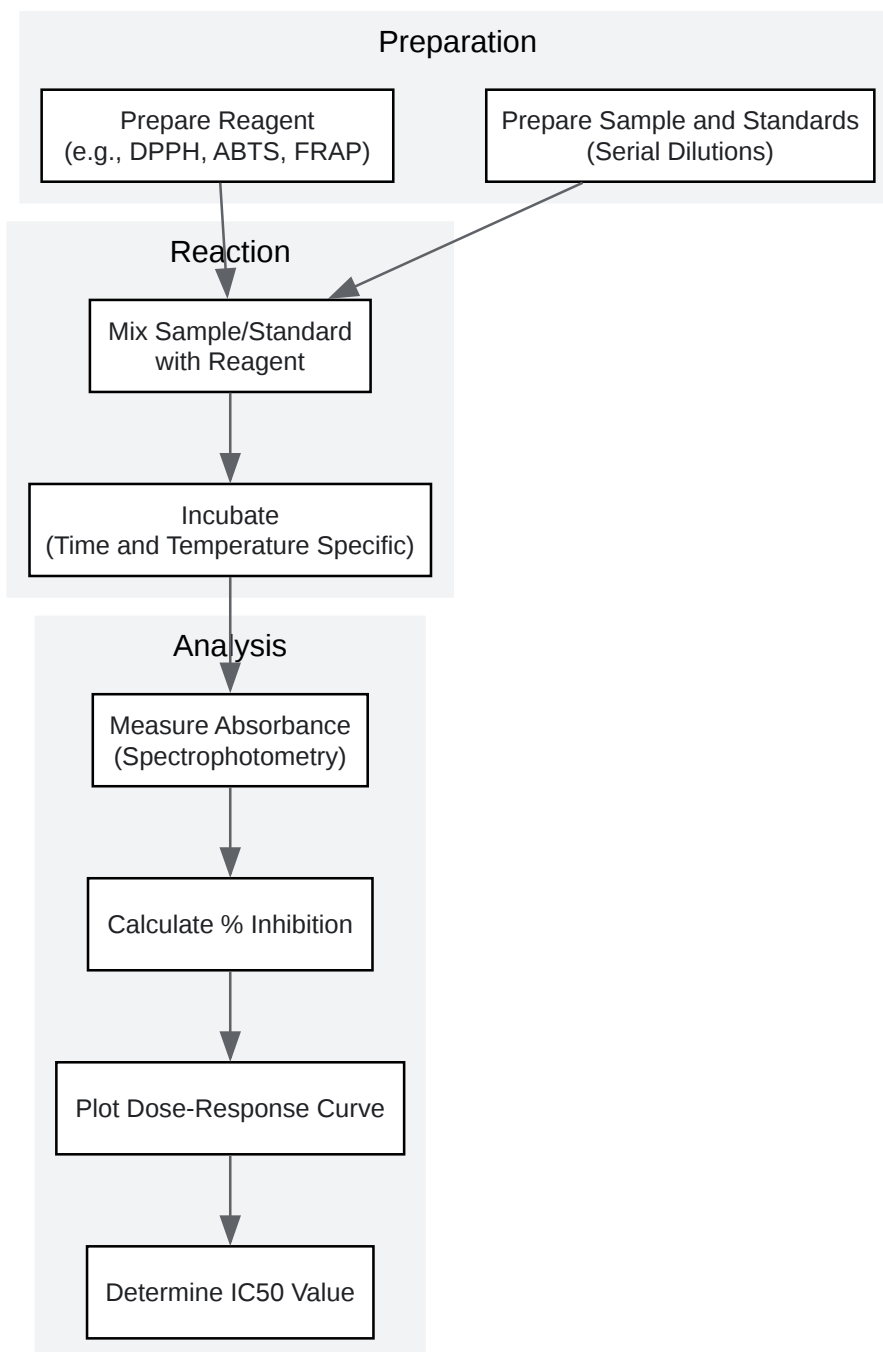 Preparation
Prepare Reagent
(e.g., DPPH, ABTS, FRAP)
Prepare Sample and Standards
(Serial Dilutions)
Reaction
Mix Sample/Standard
with Reagent
Incubate
(Time and Temperature Specific)
Analysis
Measure Absorbance
(Spectrophotometry)
Calculate % Inhibition
Plot Dose-Response Curve
Determine IC50 Value